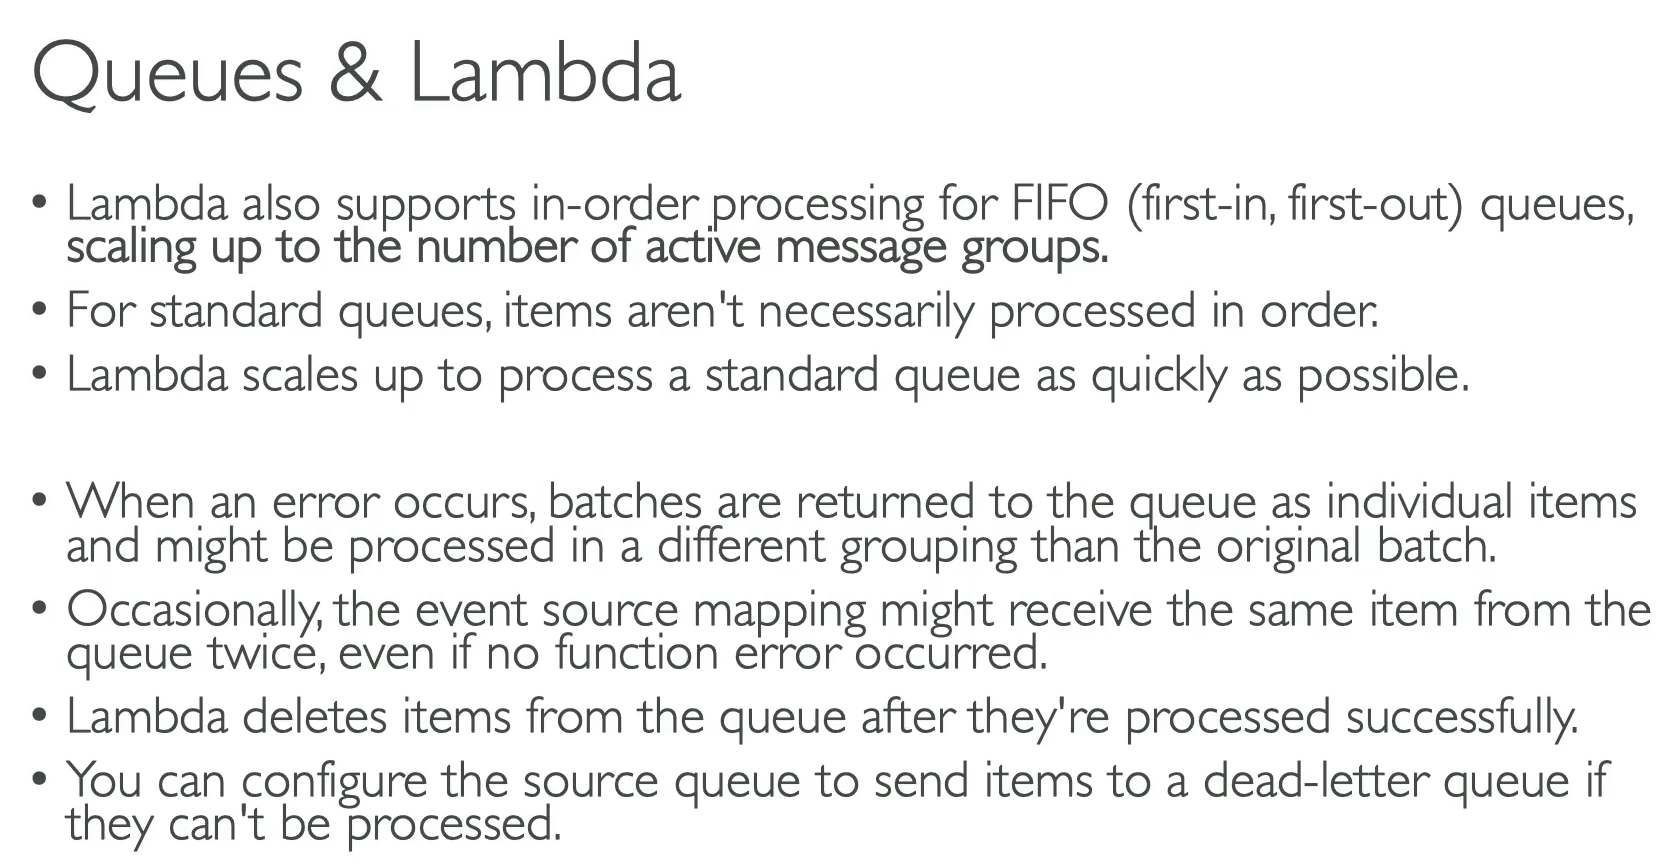 Queues & Lambda
• Lambda also supports in-order processing for FIFO (first-in, first-out) queues,
scaling up to the number of active message groups.
• For standard queues, items aren't necessarily processed in order.
• Lambda scales up to process a standard queue as quickly as possible.
• When an error occurs, batches are returned to the queue as individual items
and might be processed in a different grouping than the original batch.
• Occasionally, the event source mapping might receive the same item from the
queue twice, even if no function error occurred.
• Lambda deletes items from the queue after they're processed successfully.
• You can configure the source queue to send items to a dead-letter queue if
they can't be processed.